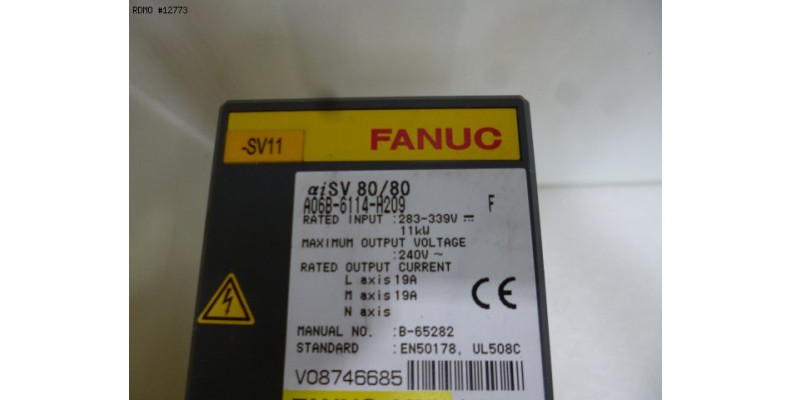 RDMO #12773
-SV11
FANUC
αiSV 80/80
A06B-6114-H209 F
RATED INPUT :283-339V ⎓
11kW
MAXIMUM OUTPUT VOLTAGE
:240V ~
RATED OUTPUT CURRENT
L axis 19A
M axis 19A
N axis
CE
MANUAL NO. :B-65282
STANDARD :EN50178, UL508C
V08746685